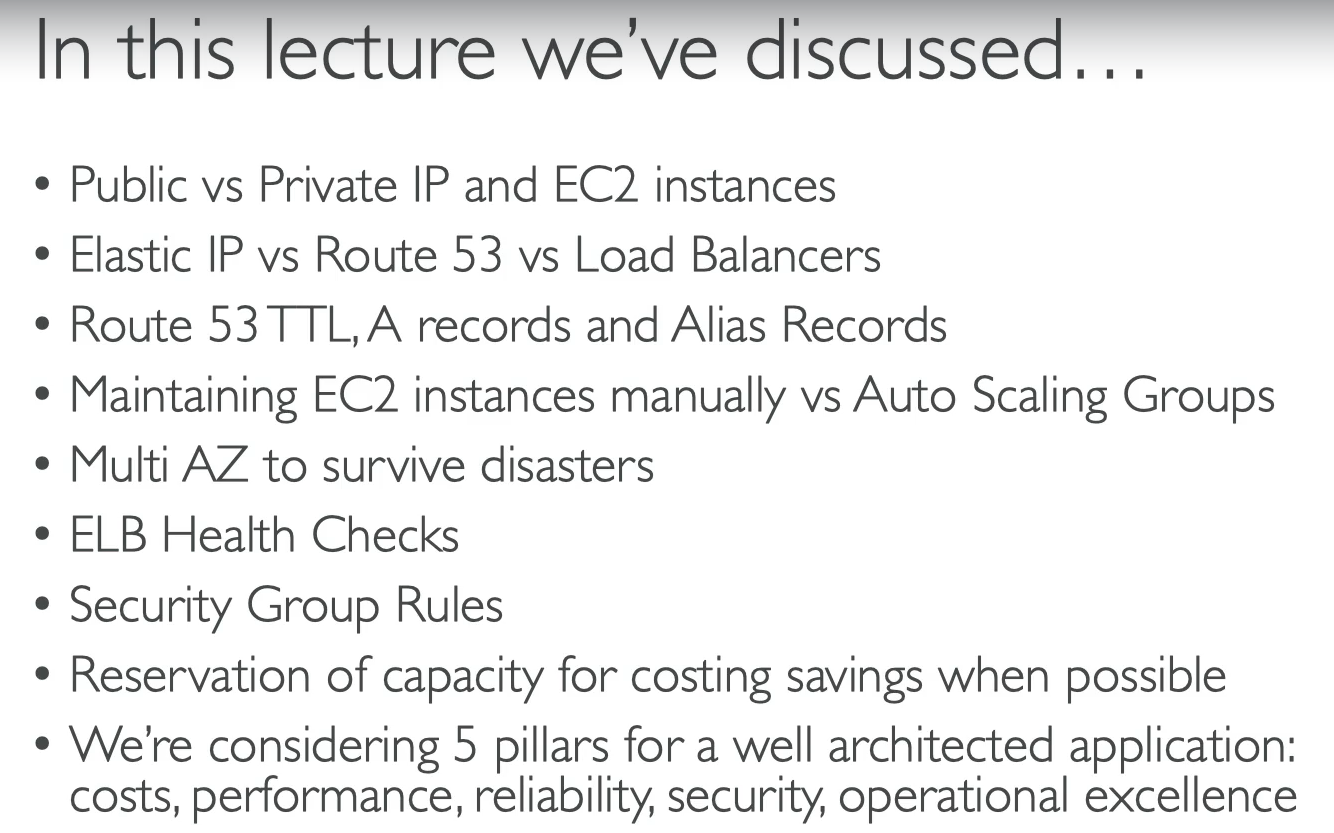 In this lecture we've discussed…
• Public vs Private IP and EC2 instances
• Elastic IP vs Route 53 vs Load Balancers
• Route 53 TTL, A records and Alias Records
• Maintaining EC2 instances manually vs Auto Scaling Groups
• Multi AZ to survive disasters
• ELB Health Checks
• Security Group Rules
• Reservation of capacity for costing savings when possible
• We're considering 5 pillars for a well architected application:
costs, performance, reliability, security, operational excellence